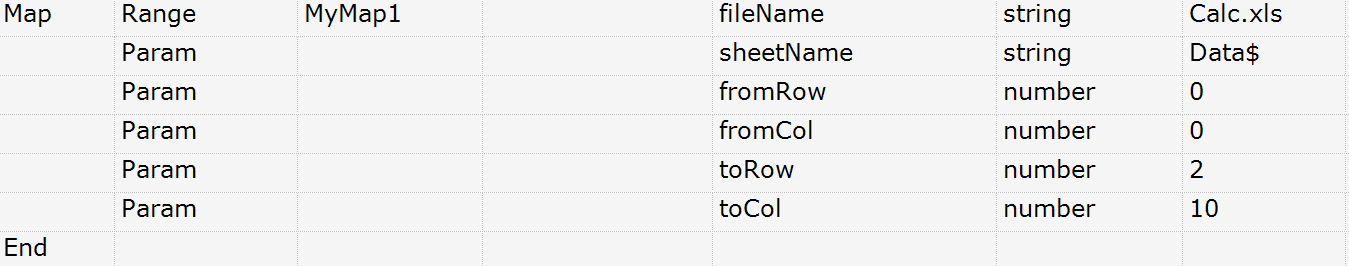 Map Range MyMap1 fileName string Calc.xls
Param sheetName string Data$
Param fromRow number 0
Param fromCol number 0
Param toRow number 2
Param toCol number 10
End